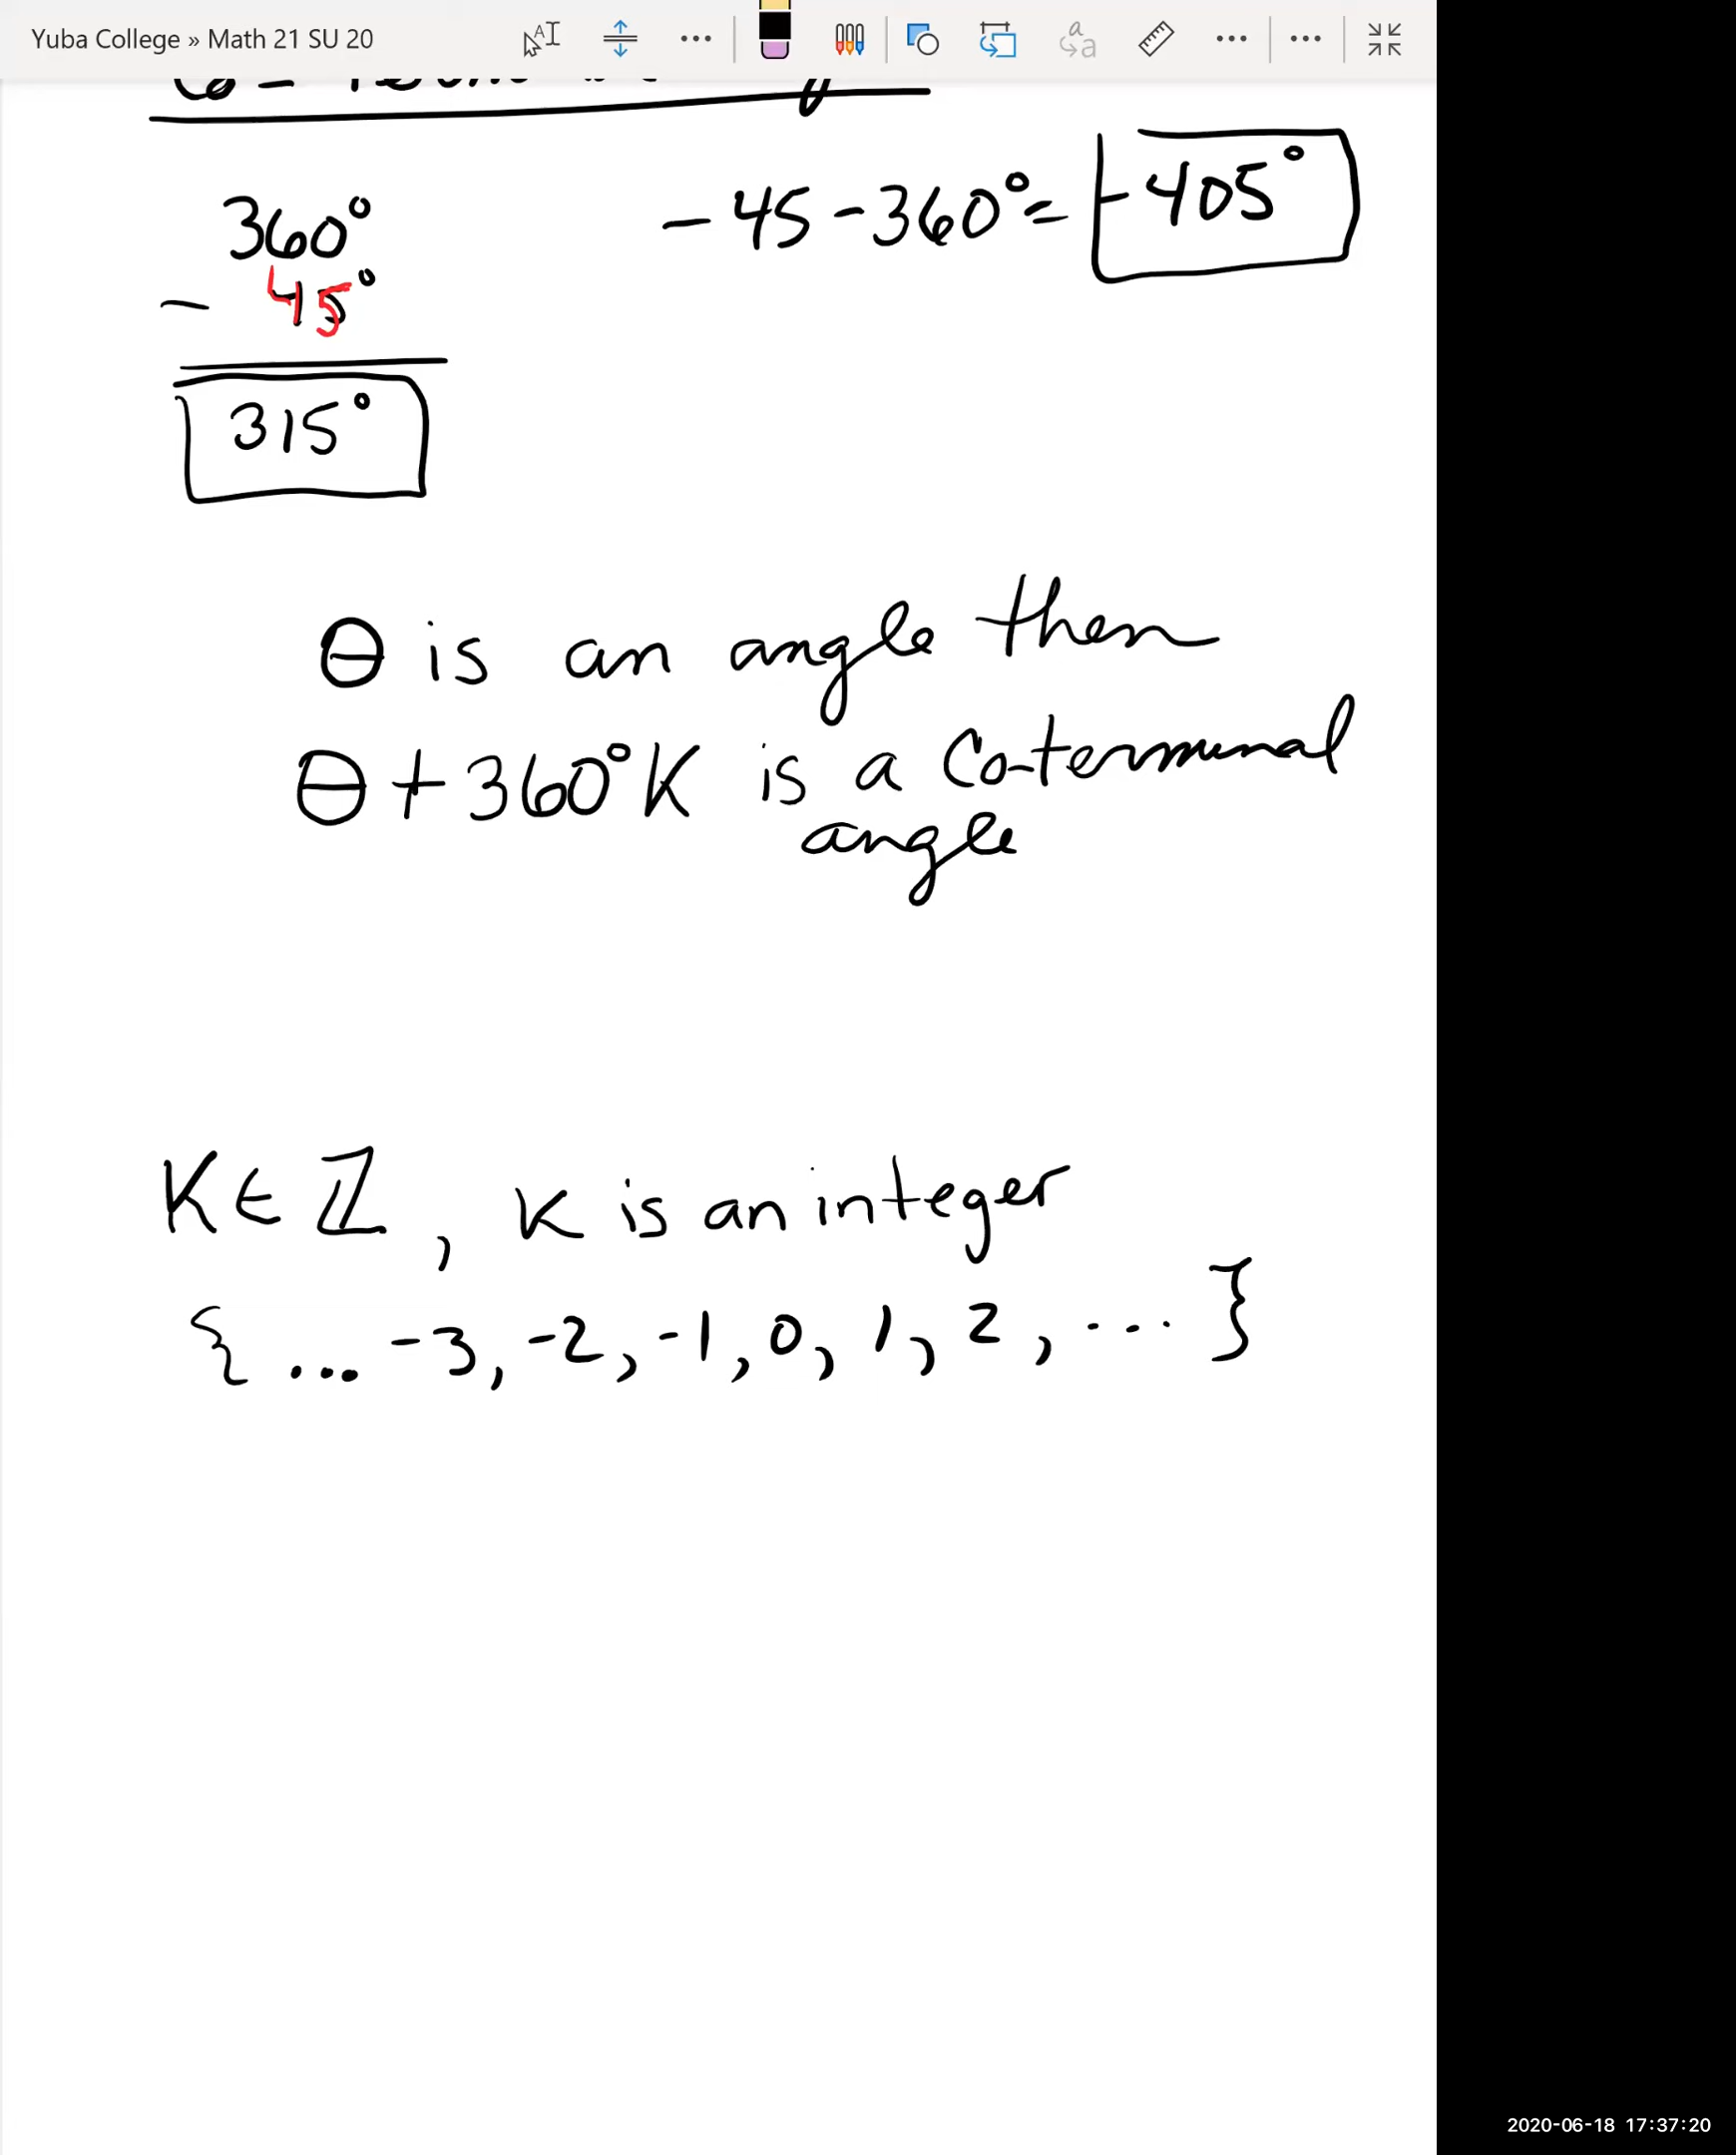 Yuba College » Math 21 SU 20
360°
- 45°
315°
-45-360°= -405°
θ is an angle then
θ+360°K is a Co-terminal
angle
K∈ℤ, K is an integer
{... -3, -2, -1, 0, 1, 2, ... }
2020-06-18 17:37:20